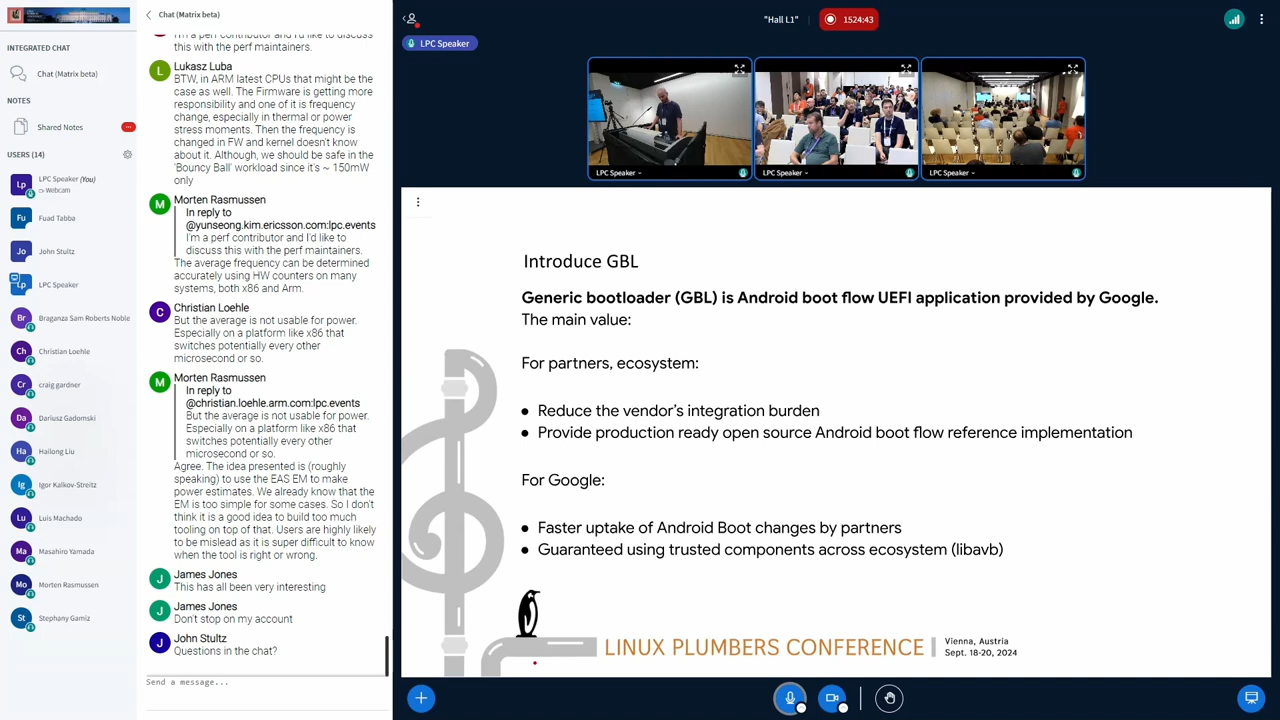 INTEGRATED CHAT
Chat (Matrix beta)
NOTES
Shared Notes
USERS (14)
Lp
LPC Speaker (You)
Webcam
Fu
Fuad Tabba
Jo
John Stultz
Lp
LPC Speaker
Br
Braganza Sam Roberts Noble
Ch
Christian Loehle
Cr
craig gardner
Da
Dariusz Gadomski
Ha
Hailong Liu
Ig
Igor Kalkov-Streitz
Lu
Luis Machado
Ma
Masahiro Yamada
Mo
Morten Rasmussen
St
Stephany Gamiz
Chat (Matrix beta)
I'm a perf contributor and I'd like to discuss
this with the perf maintainers.
L
Lukasz Luba
BTW, in ARM latest CPUs that might be the
case as well. The Firmware is getting more
responsibility and one of it is frequency
change, especially in thermal or power
stress moments. Then the frequency is
changed in FW and kernel doesn't know
about it. Although, we should be safe in the
'Bouncy Ball' workload since it's ~ 150mW
only
M
Morten Rasmussen
In reply to
@yunseong.kim.ericsson.com:lpc.events
I'm a perf contributor and I'd like to
discuss this with the perf maintainers.
The average frequency can be determined
accurately using HW counters on many
systems, both x86 and Arm.
C
Christian Loehle
But the average is not usable for power.
Especially on a platform like x86 that
switches potentially every other
microsecond or so.
M
Morten Rasmussen
In reply to
@christian.loehle.arm.com:lpc.events
But the average is not usable for power.
Especially on a platform like x86 that
switches potentially every other
microsecond or so.
Agree. The idea presented is (roughly
speaking) to use the EAS EM to make
power estimates. We already know that the
EM is too simple for some cases. So I don't
think it is a good idea to build too much
tooling on top of that. Users are highly likely
to be mislead as it is super difficult to know
when the tool is right or wrong.
J
James Jones
This has all been very interesting
J
James Jones
Don't stop on my account
J
John Stultz
Questions in the chat?
Send a message...
"Hall L1"
1524:43
LPC Speaker
LPC Speaker
LPC Speaker
LPC Speaker
Introduce GBL
Generic bootloader (GBL) is Android boot flow UEFI application provided by Google.
The main value:
For partners, ecosystem:
● Reduce the vendor's integration burden
● Provide production ready open source Android boot flow reference implementation
For Google:
● Faster uptake of Android Boot changes by partners
● Guaranteed using trusted components across ecosystem (libavb)
LINUX PLUMBERS CONFERENCE
Vienna, Austria
Sept. 18-20, 2024